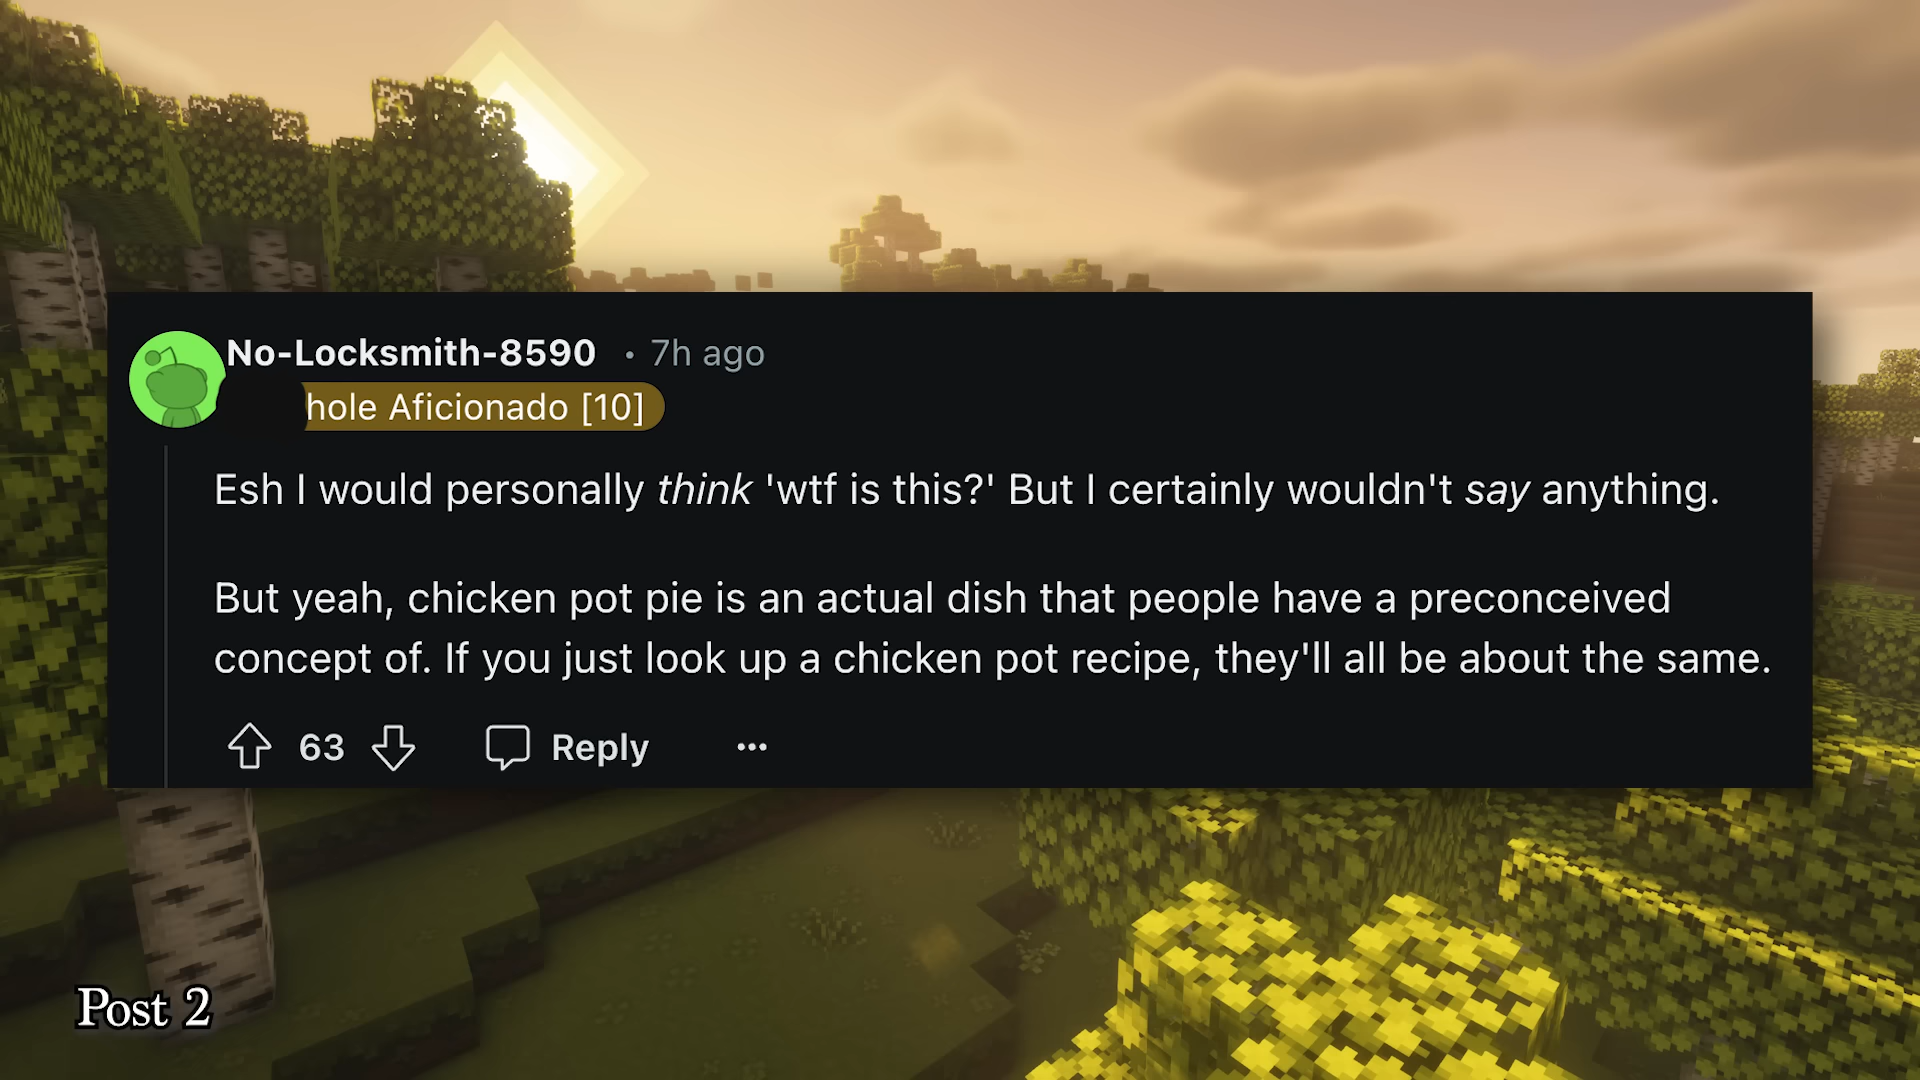 No-Locksmith-8590 • 7h ago
hole Aficionado [10]
Esh I would personally think 'wtf is this?' But I certainly wouldn't say anything.
But yeah, chicken pot pie is an actual dish that people have a preconceived
concept of. If you just look up a chicken pot recipe, they'll all be about the same.
63 Reply ...
Post 2